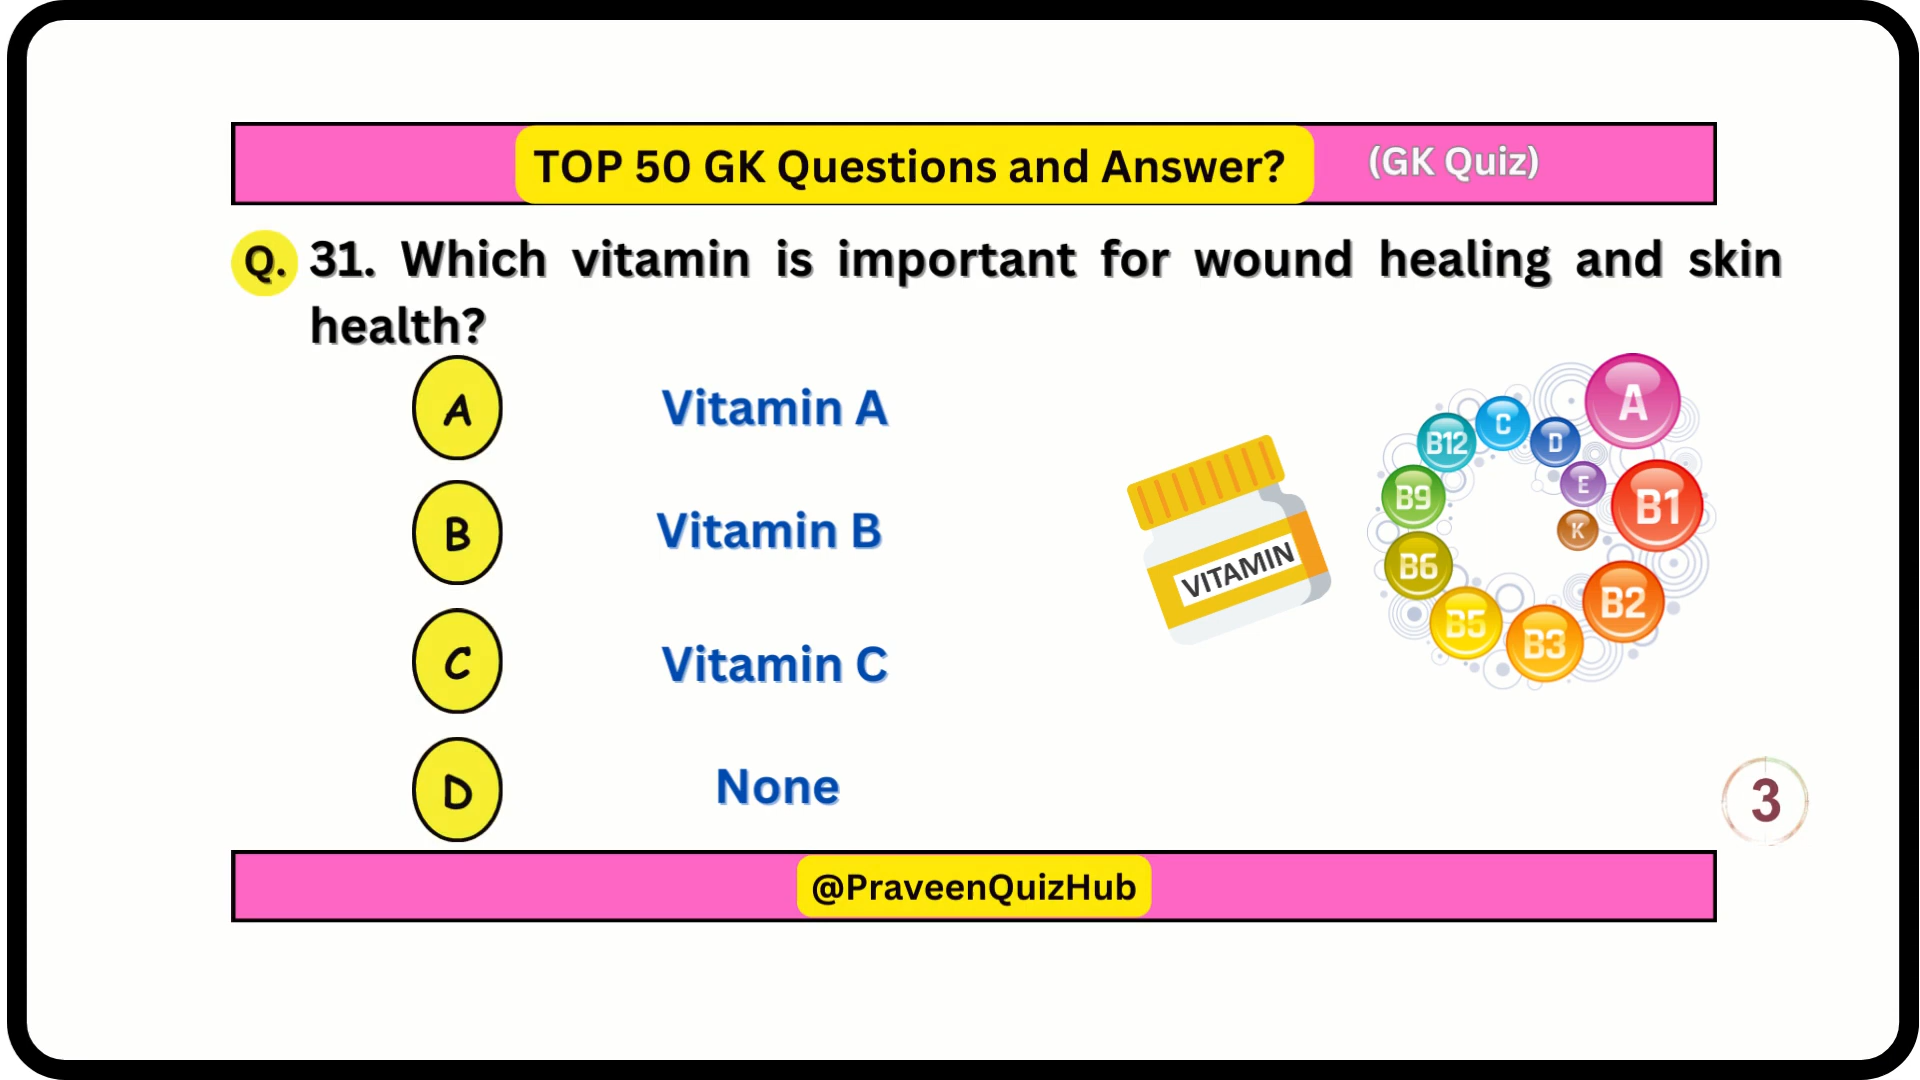 TOP 50 GK Questions and Answer?
(GK Quiz)
Q. 31. Which vitamin is important for wound healing and skin
health?
A Vitamin A
B Vitamin B
C Vitamin C
D None
VITAMIN
A
C
D
B12
E
B9
B1
K
B6
B2
B5
B3
3
@PraveenQuizHub